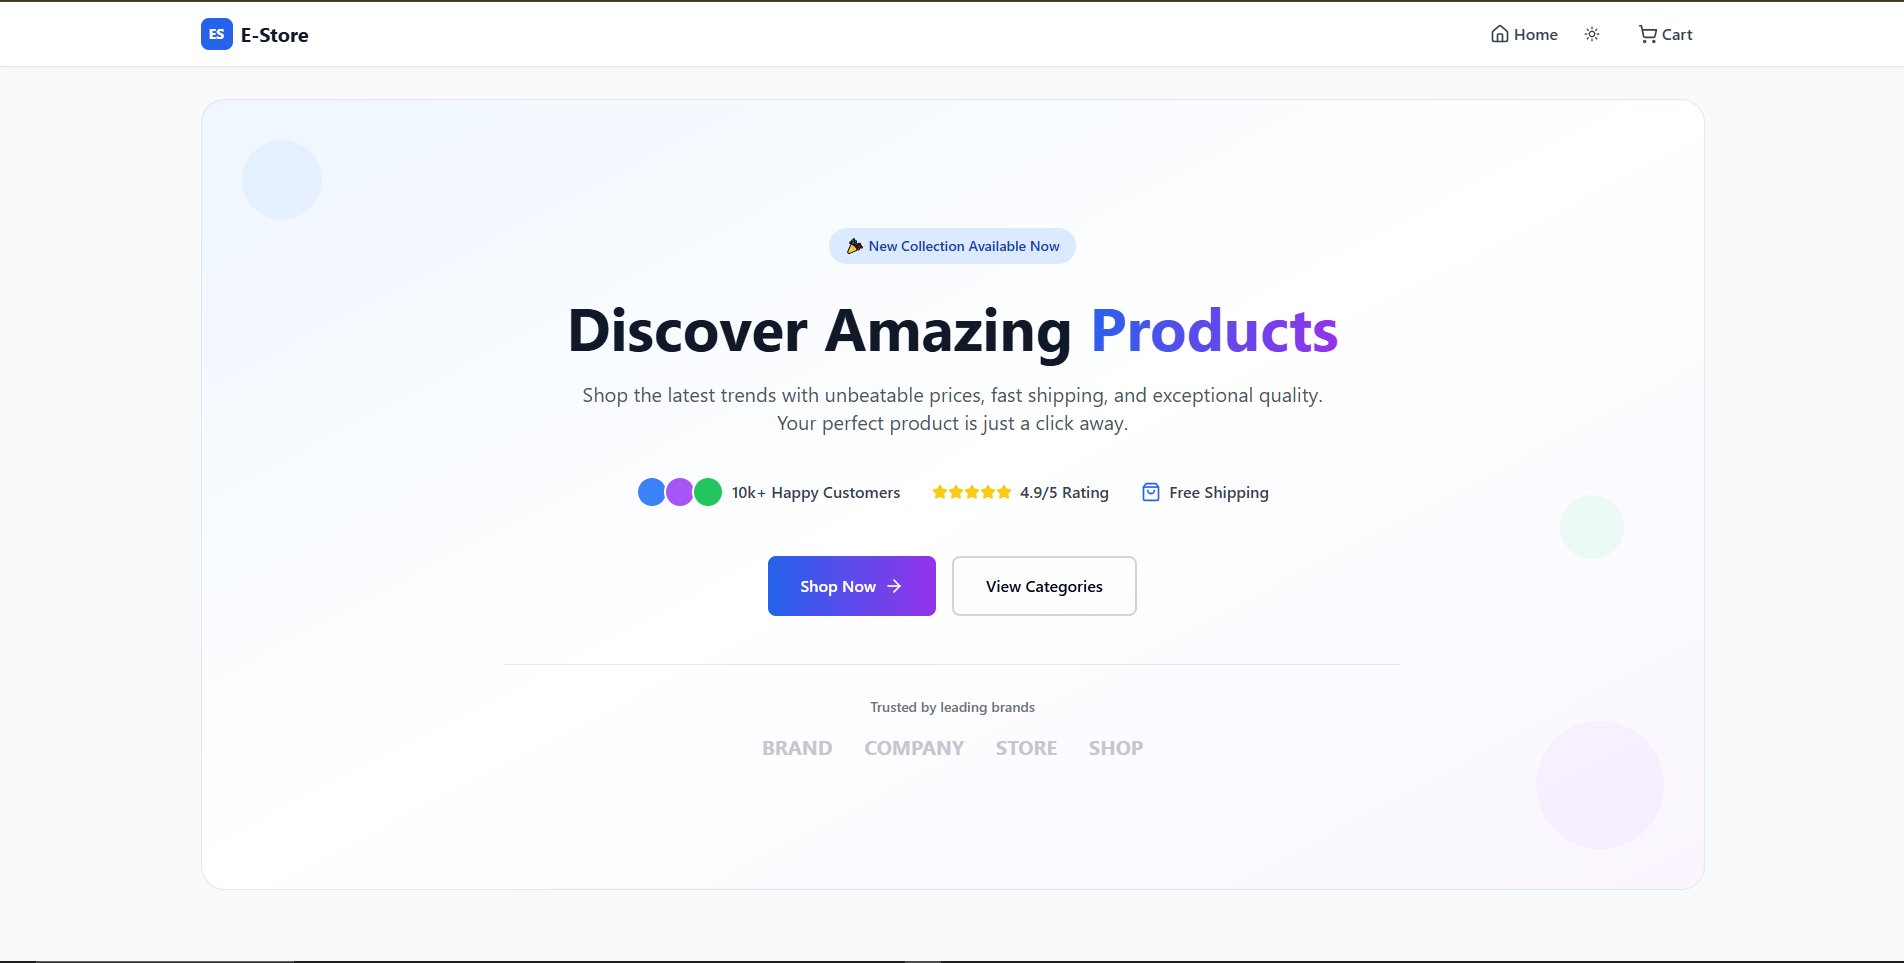 ES E-Store
Home
Cart
New Collection Available Now
Discover Amazing Products
Shop the latest trends with unbeatable prices, fast shipping, and exceptional quality.
Your perfect product is just a click away.
10k+ Happy Customers
4.9/5 Rating
Free Shipping
Shop Now
View Categories
Trusted by leading brands
BRAND COMPANY STORE SHOP